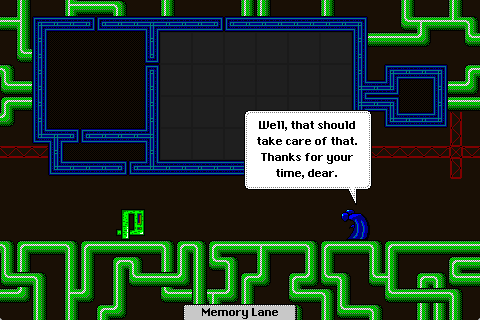 Well, that should
take care of that.
Thanks for your
time, dear.
Memory Lane